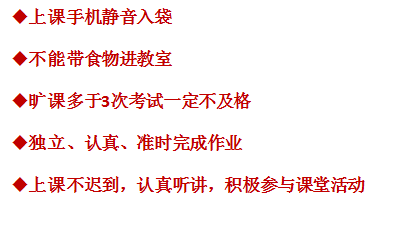 ◆上课手机静音入袋
◆不能带食物进教室
◆旷课多于3次考试一定不及格
◆独立、认真、准时完成作业
◆上课不迟到，认真听讲，积极参与课堂活动